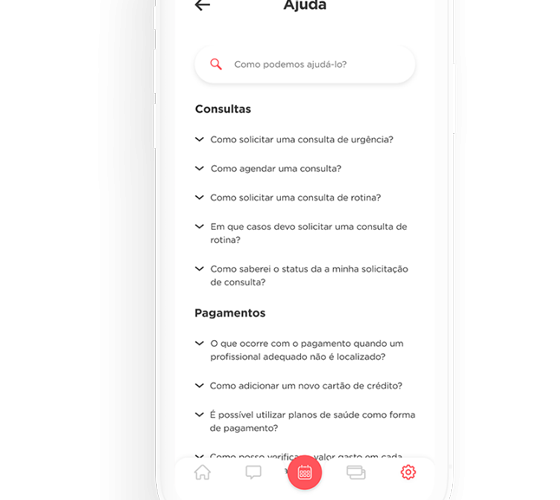 Ajuda
Como podemos ajudá-lo?
Consultas
Como solicitar uma consulta de urgência?
Como agendar uma consulta?
Como solicitar uma consulta de rotina?
Em que casos devo solicitar uma consulta de
rotina?
Como saberei o status da a minha solicitação
de consulta?
Pagamentos
O que ocorre com o pagamento quando um
profissional adequado não é localizado?
Como adicionar um novo cartão de crédito?
É possível utilizar planos de saúde como forma
de pagamento?
Como posso verificar o valor gasto em cada